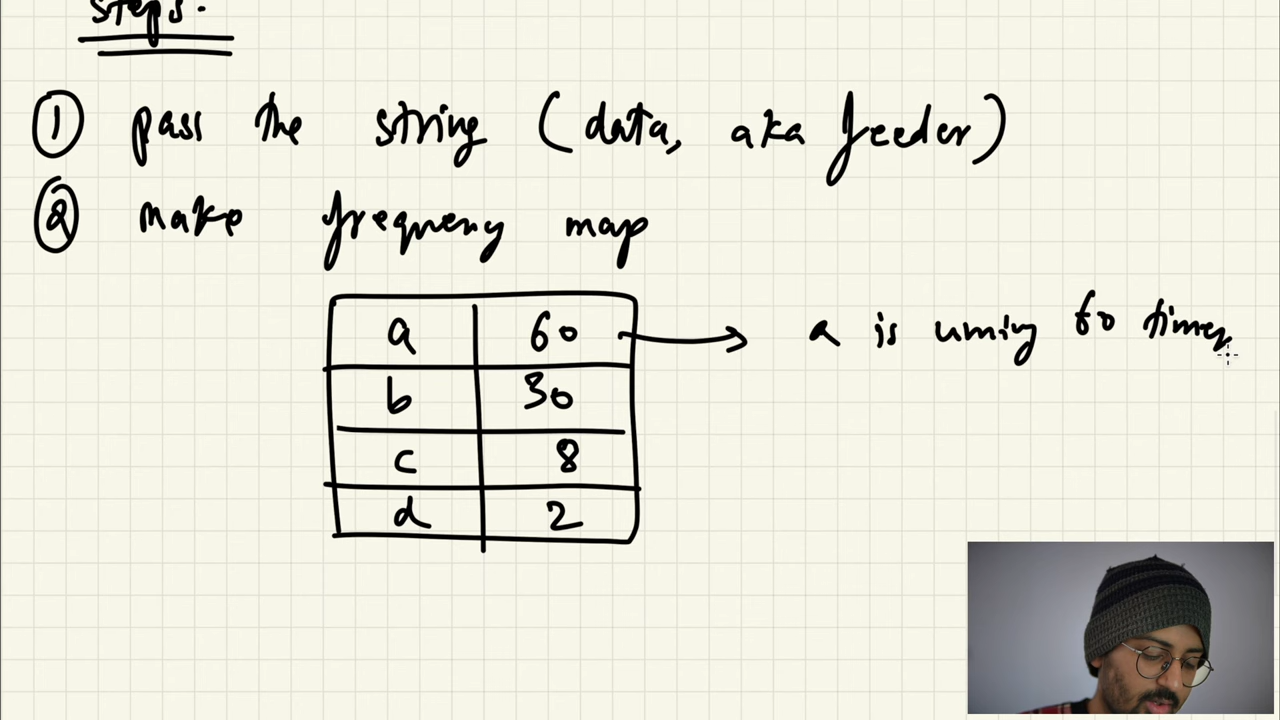 Steps.
① pass the string (data, aka feeder)
② make frequency map
a 60 a is coming 60 times
b 30
c 8
d 2